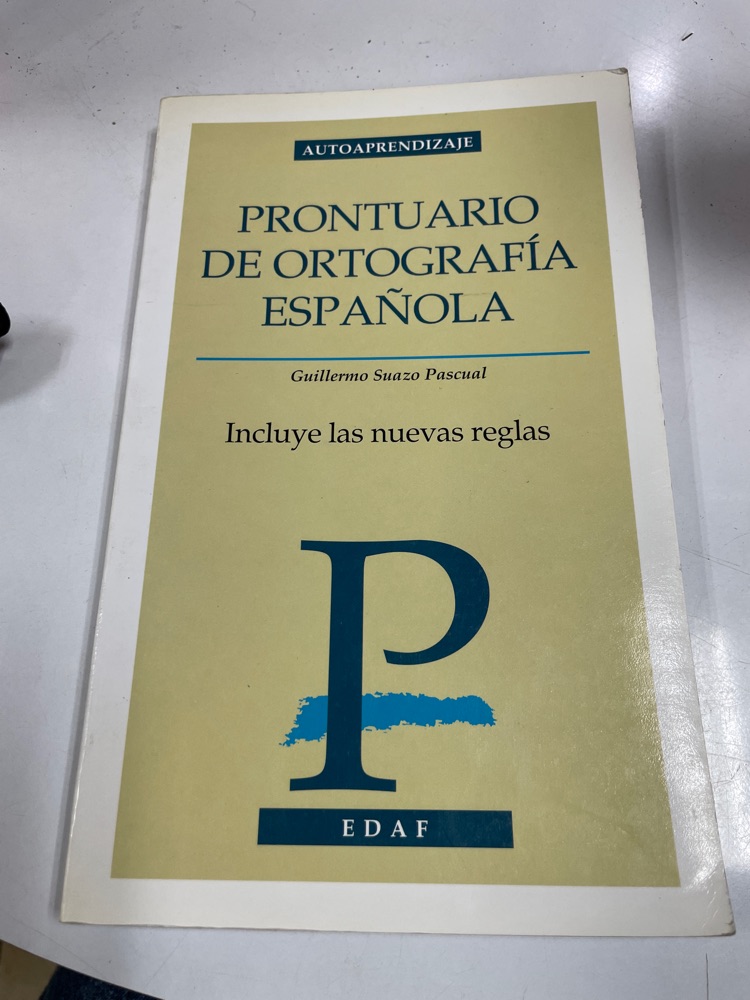 AUTOAPRENDIZAJE
PRONTUARIO
DE ORTOGRAFÍA
ESPAÑOLA
Guillermo Suazo Pascual
Incluye las nuevas reglas
P
EDAF